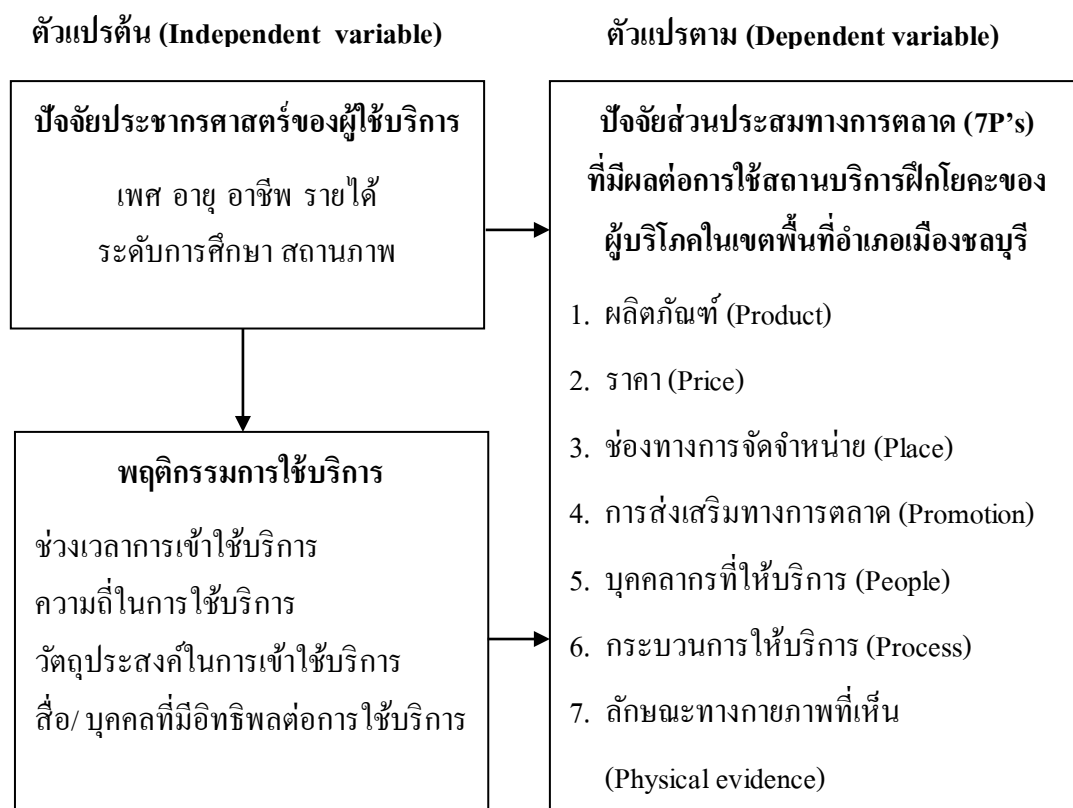 ตัวแปรต้น (Independent variable)
ปัจจัยประชากรศาสตร์ของผู้ใช้บริการ
เพศ อายุ อาชีพ รายได้
ระดับการศึกษา สถานภาพ
พฤติกรรมการใช้บริการ
ช่วงเวลาการเข้าใช้บริการ
ความถี่ในการใช้บริการ
วัตถุประสงค์ในการเข้าใช้บริการ
สื่อ/ บุคคลที่มีอิทธิพลต่อการใช้บริการ
ตัวแปรตาม (Dependent variable)
ปัจจัยส่วนประสมทางการตลาด (7P’s)
ที่มีผลต่อการใช้สถานบริการฝึกโยคะของ
ผู้บริโภคในเขตพื้นที่อำเภอเมืองชลบุรี
1. ผลิตภัณฑ์ (Product)
2. ราคา (Price)
3. ช่องทางการจัดจำหน่าย (Place)
4. การส่งเสริมทางการตลาด (Promotion)
5. บุคคลากรที่ให้บริการ (People)
6. กระบวนการให้บริการ (Process)
7. ลักษณะทางกายภาพที่เห็น
(Physical evidence)